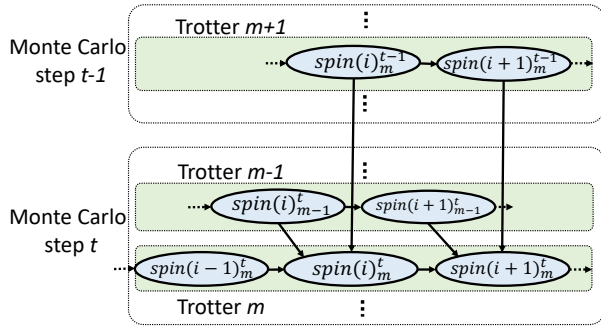 Trotter m+1
Monte Carlo
step t-1
spin(i)_m^{t-1}
spin(i + 1)_m^{t-1}
Trotter m-1
Monte Carlo
step t
spin(i)_{m-1}^t
spin(i + 1)_{m-1}^t
spin(i − 1)_m^t
spin(i)_m^t
spin(i + 1)_m^t
Trotter m